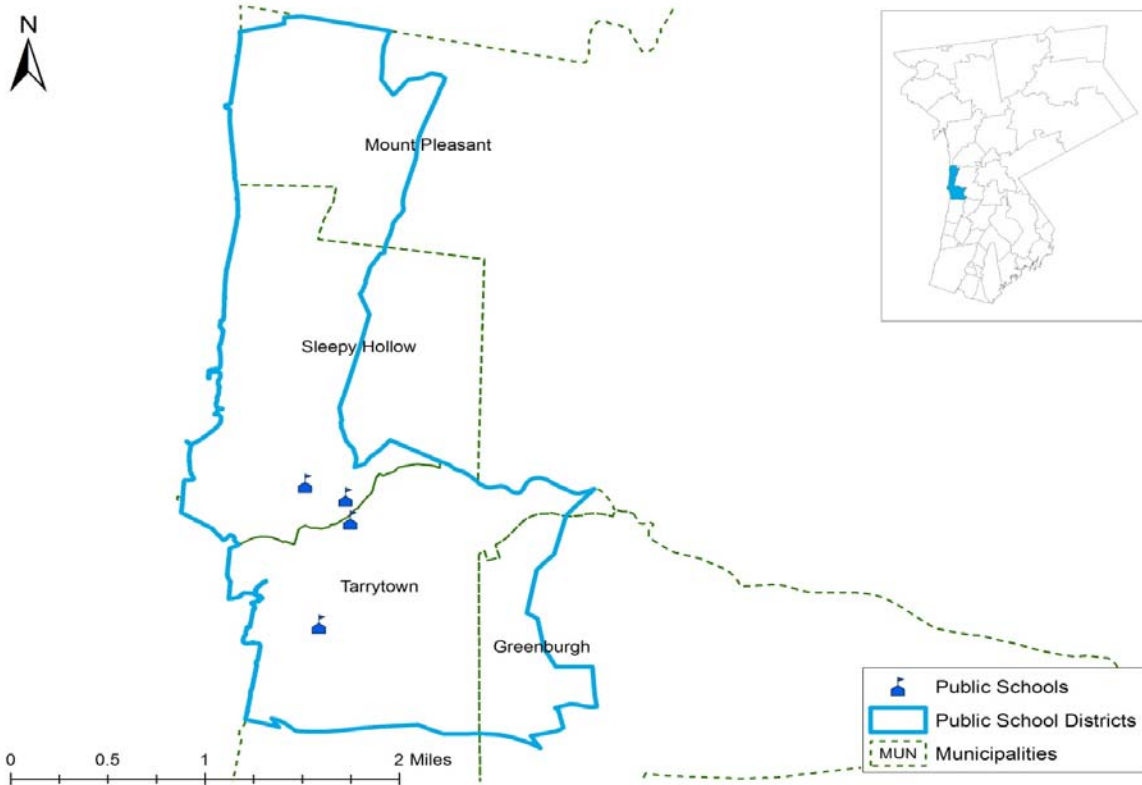 N
Mount Pleasant
Sleepy Hollow
Tarrytown
Greenburgh
Public Schools
Public School Districts
MUN Municipalities
0 0.5 1 2 Miles